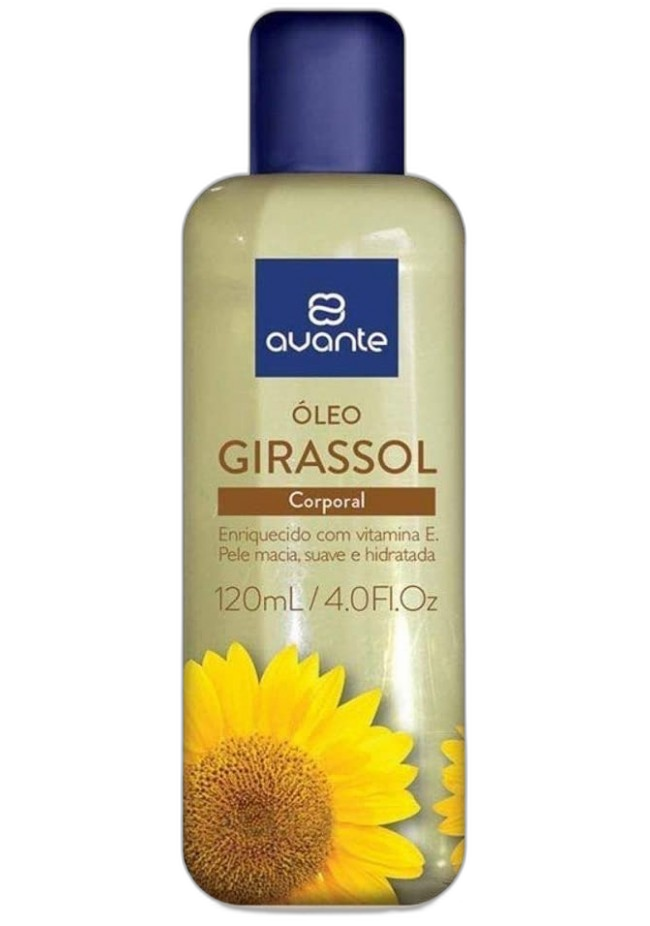 avante
ÓLEO
GIRASSOL
Corporal
Enriquecido com vitamina E.
Pele macia, suave e hidratada
120mL / 4.0Fl.Oz